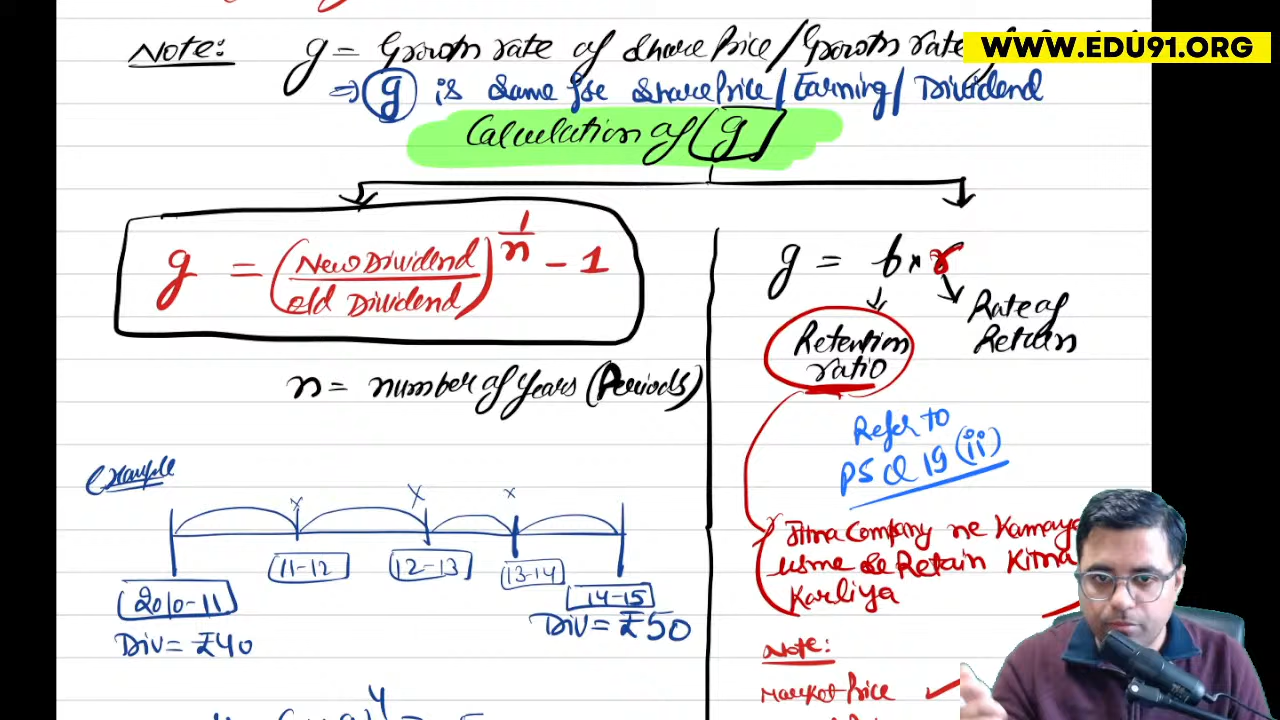 WWW.EDU91.ORG
Note: g = Growth rate of Share Price/Growth rate
⇒ g is same for Share Price/Earning/Dividend
Calculation of g
g = (New Dividend / old Dividend)^1/n - 1
n = number of years (Periods)
Example
11-12 12-13 13-14
2010-11 14-15
Div = ₹40 Div = ₹50
g = b × r
Retention ratio
Rate of Return
Refer to
PS Q 19 (ii)
Jitna Company ne Kamaya
usme se Retain Kitna
Karliya
Note:
Market Price